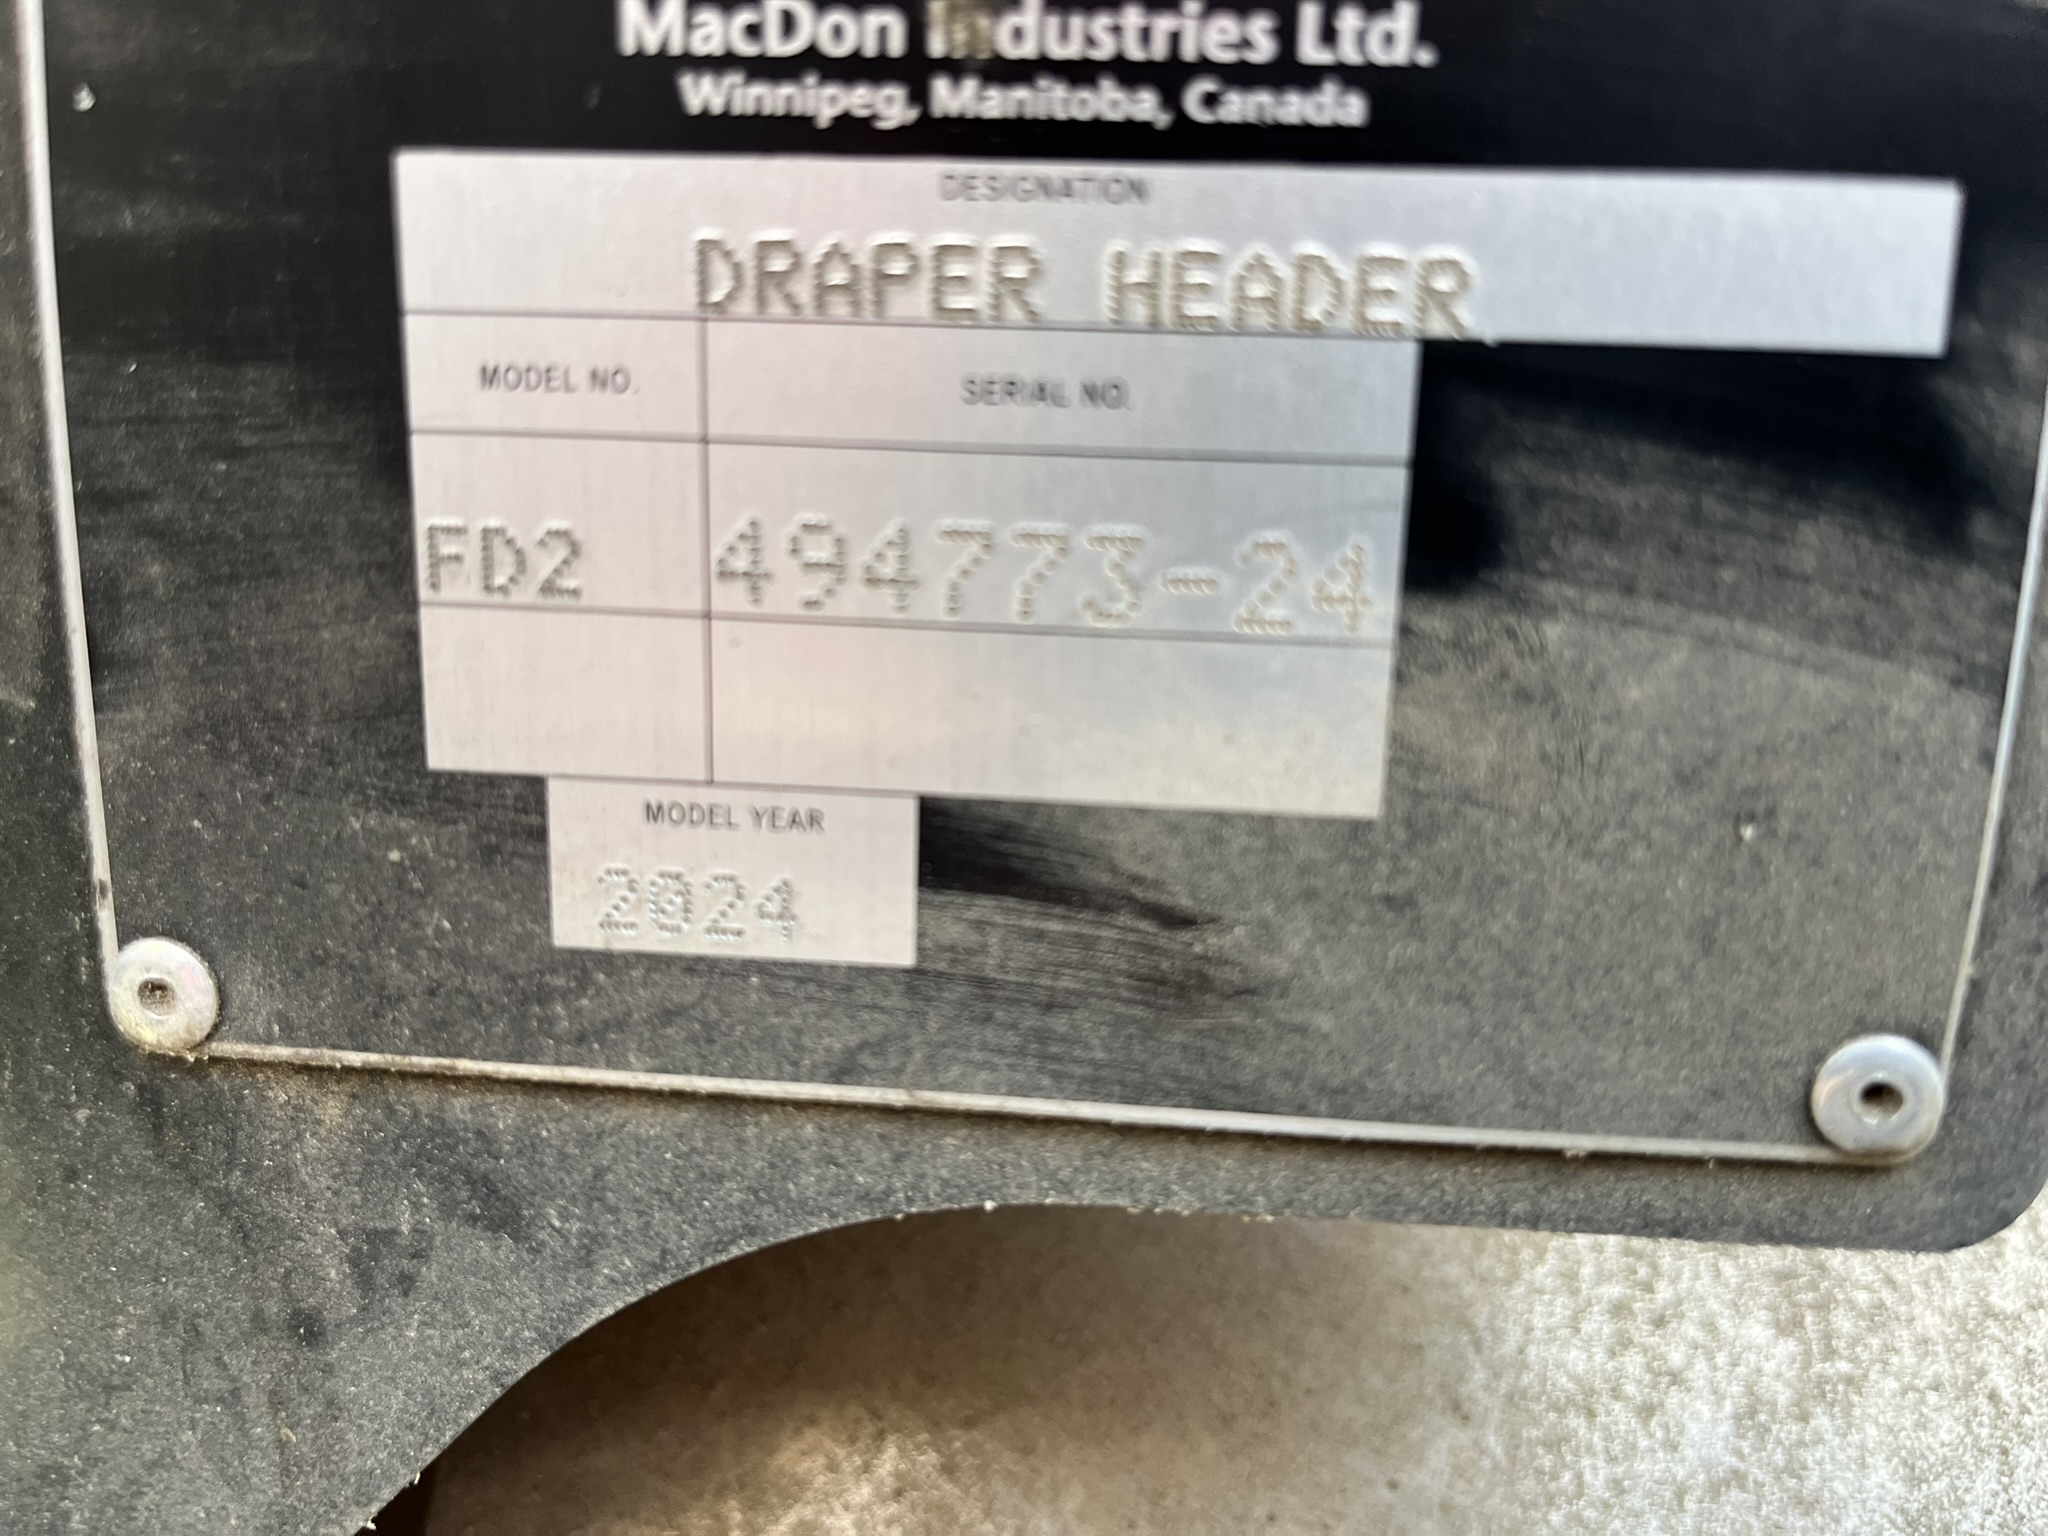 MacDon Industries Ltd.
Winnipeg, Manitoba, Canada
DESIGNATION
DRAPER HEADER
MODEL NO. SERIAL NO.
FD2 494773-24
MODEL YEAR
2024